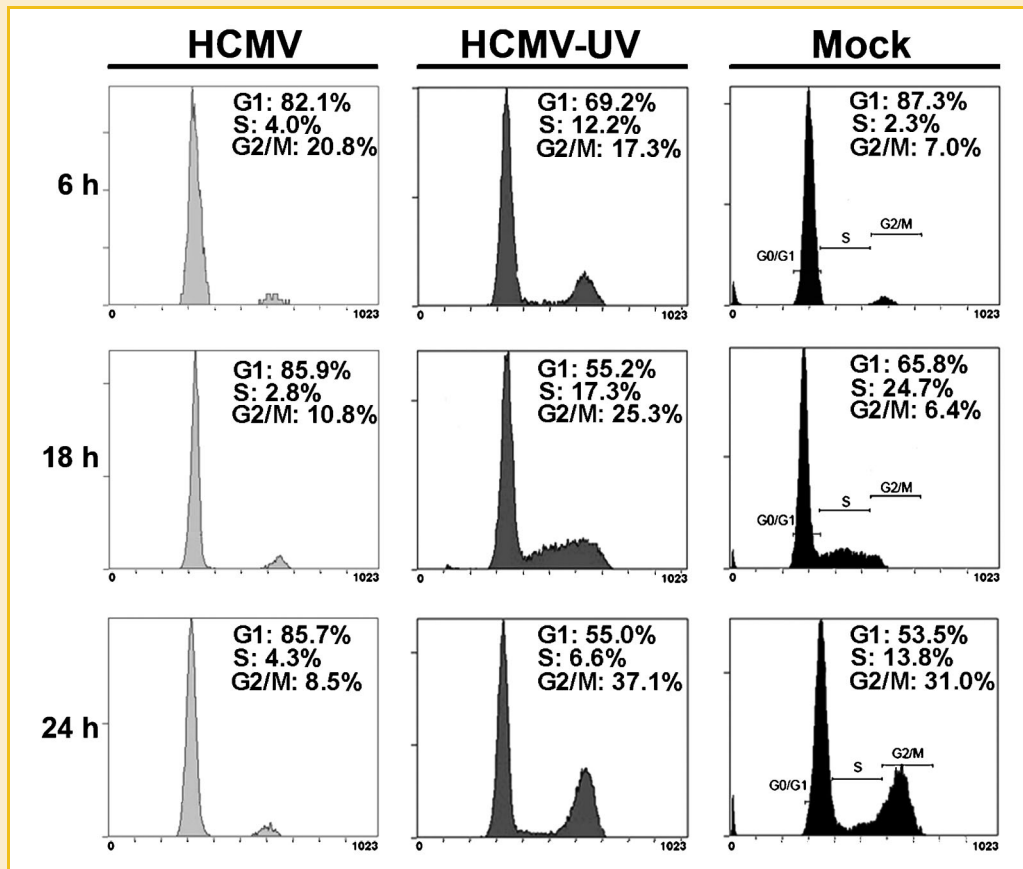 HCMV HCMV-UV Mock
6 h
G1: 82.1%
S: 4.0%
G2/M: 20.8%
0 1023
G1: 69.2%
S: 12.2%
G2/M: 17.3%
0 1023
G1: 87.3%
S: 2.3%
G2/M: 7.0%
G2/M
S
G0/G1
0 1023
18 h
G1: 85.9%
S: 2.8%
G2/M: 10.8%
0 1023
G1: 55.2%
S: 17.3%
G2/M: 25.3%
0 1023
G1: 65.8%
S: 24.7%
G2/M: 6.4%
G2/M
S
G0/G1
0 1023
24 h
G1: 85.7%
S: 4.3%
G2/M: 8.5%
0 1023
G1: 55.0%
S: 6.6%
G2/M: 37.1%
0 1023
G1: 53.5%
S: 13.8%
G2/M: 31.0%
G2/M
S
G0/G1
0 1023